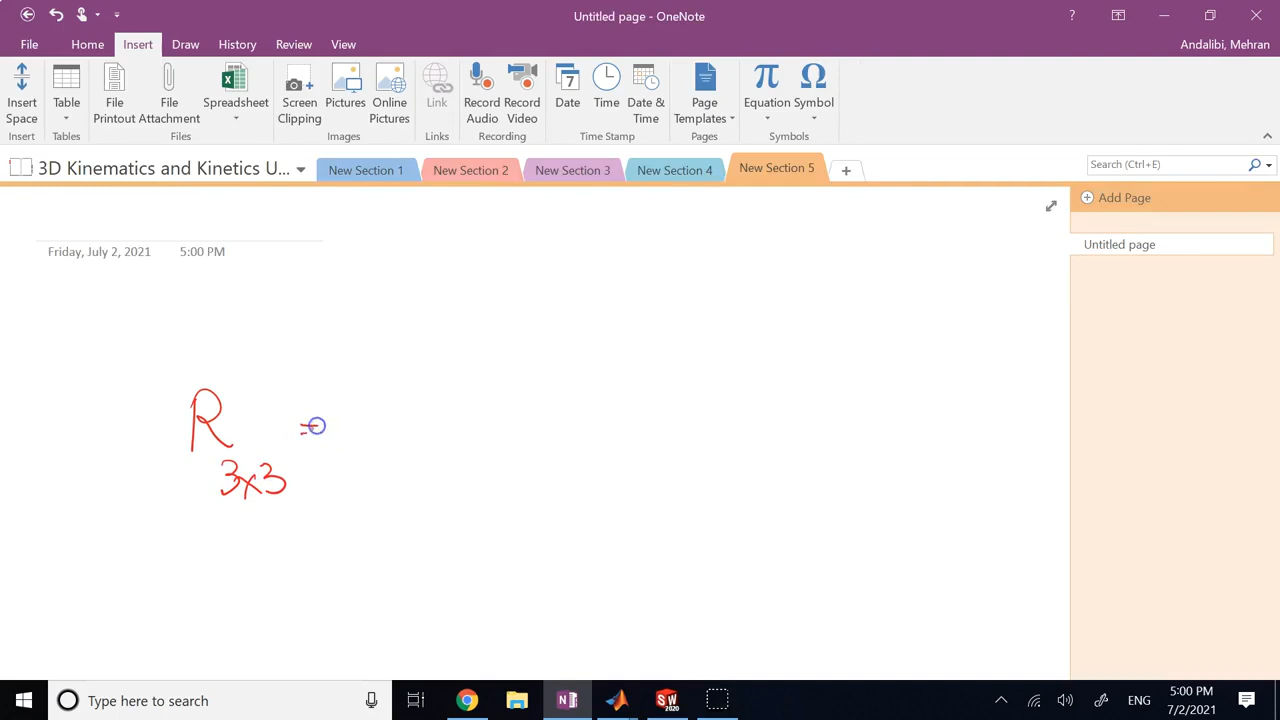 Untitled page - OneNote
?
File Home Insert Draw History Review View
Andalibi, Mehran
Insert Space
Table
File Printout
File Attachment
Spreadsheet
Screen Clipping
Pictures
Online Pictures
Link
Record Audio
Record Video
7
Date
Time
Date & Time
Page Templates
π
Equation
Ω
Symbol
Insert Tables Files Images Links Recording Time Stamp Pages Symbols
3D Kinematics and Kinetics U... New Section 1 New Section 2 New Section 3 New Section 4 New Section 5 +
Search (Ctrl+E)
Add Page
Untitled page
Friday, July 2, 2021 5:00 PM
R =
3x3
Type here to search
ENG
5:00 PM
7/2/2021